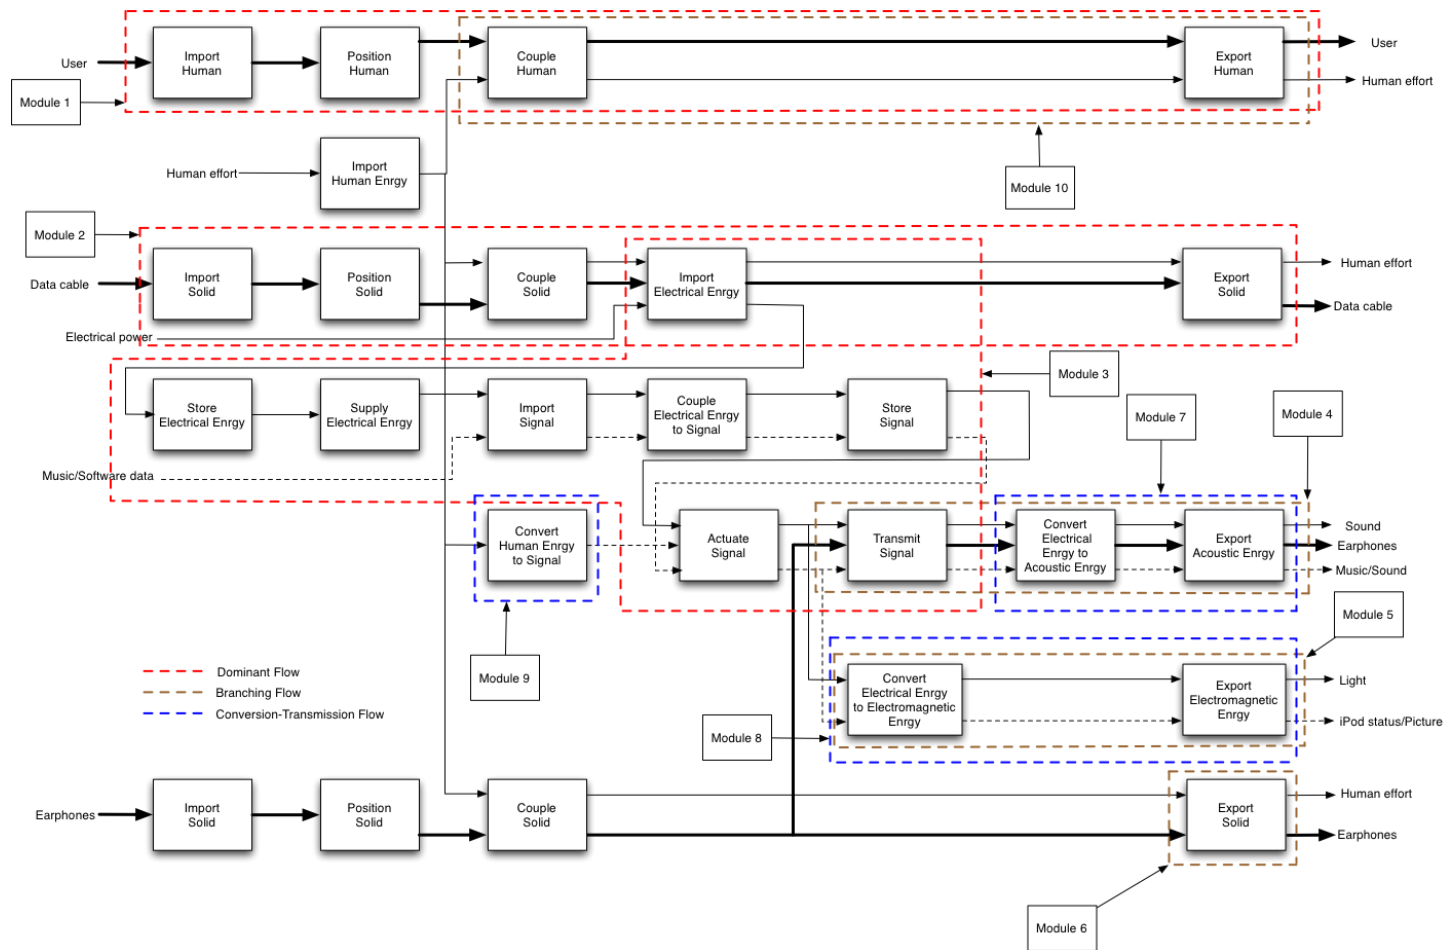 User
Import
Human
Position
Human
Couple
Human
Export
Human
User
Human effort
Module 1
Human effort
Import
Human Enrgy
Module 10
Module 2
Data cable
Import
Solid
Position
Solid
Couple
Solid
Import
Electrical Enrgy
Export
Solid
Human effort
Data cable
Electrical power
Module 3
Store
Electrical Enrgy
Supply
Electrical Enrgy
Import
Signal
Couple
Electrical Enrgy
to Signal
Store
Signal
Module 7
Module 4
Music/Software data
Convert
Human Enrgy
to Signal
Actuate
Signal
Transmit
Signal
Convert
Electrical
Enrgy to
Acoustic Enrgy
Export
Acoustic Enrgy
Sound
Earphones
Music/Sound
Module 5
Module 9
Dominant Flow
Branching Flow
Conversion-Transmission Flow
Module 8
Convert
Electrical Enrgy
to Electromagnetic
Enrgy
Export
Electromagnetic
Enrgy
Light
iPod status/Picture
Earphones
Import
Solid
Position
Solid
Couple
Solid
Export
Solid
Human effort
Earphones
Module 6